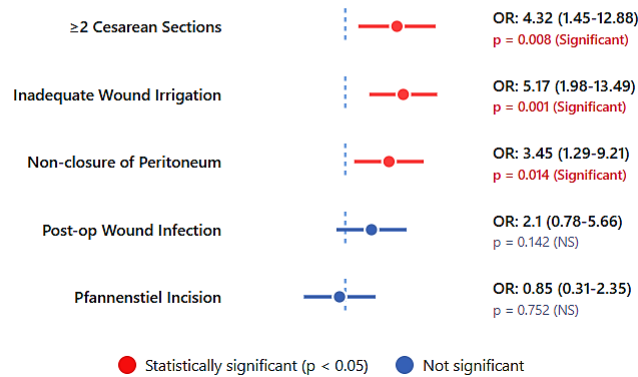 ≥2 Cesarean Sections
OR: 4.32 (1.45-12.88)
p = 0.008 (Significant)
Inadequate Wound Irrigation
OR: 5.17 (1.98-13.49)
p = 0.001 (Significant)
Non-closure of Peritoneum
OR: 3.45 (1.29-9.21)
p = 0.014 (Significant)
Post-op Wound Infection
OR: 2.1 (0.78-5.66)
p = 0.142 (NS)
Pfannenstiel Incision
OR: 0.85 (0.31-2.35)
p = 0.752 (NS)
Statistically significant (p < 0.05)
Not significant